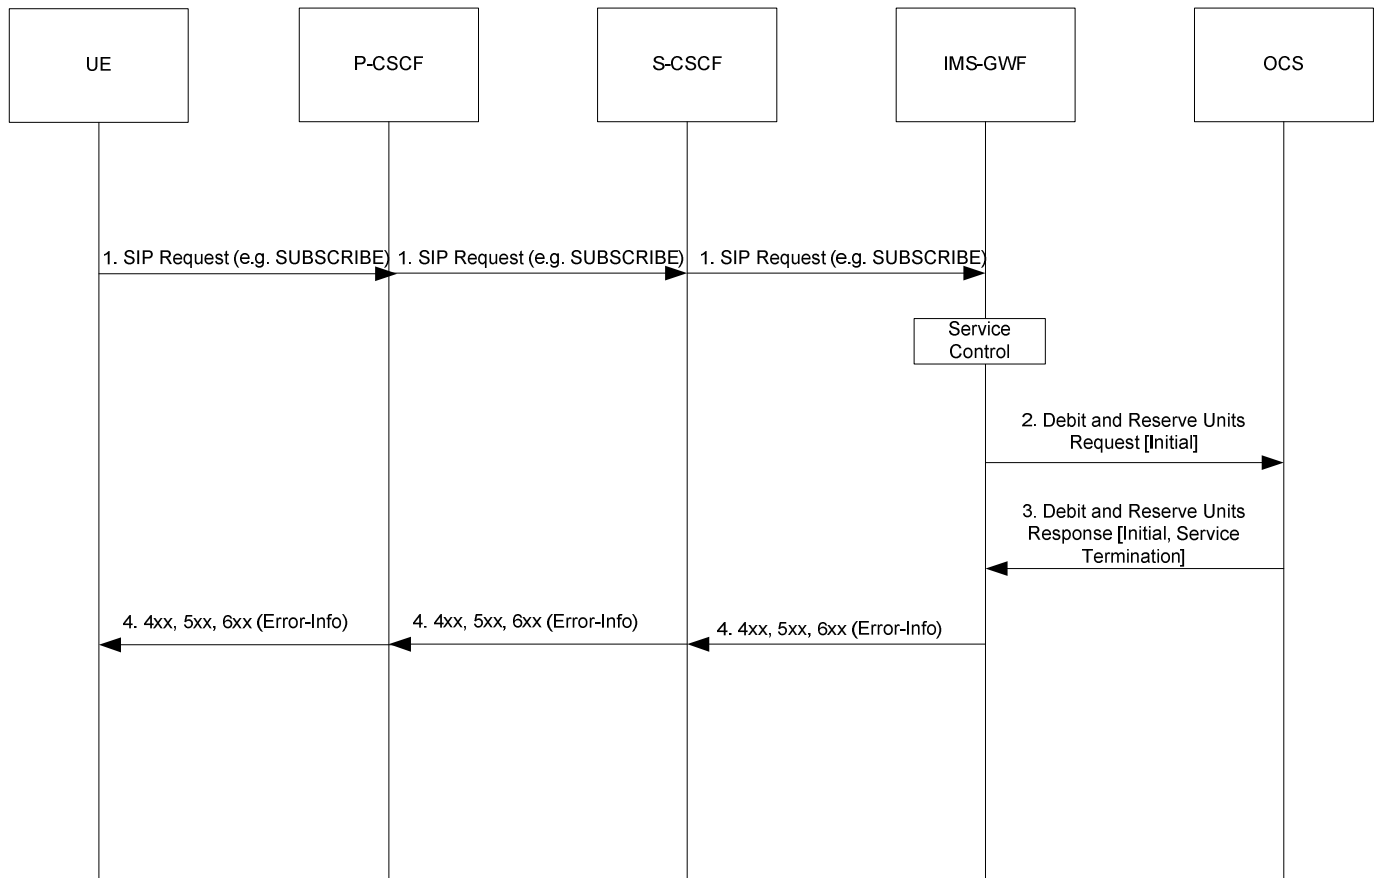 UE
P-CSCF
S-CSCF
IMS-GWF
OCS
1. SIP Request (e.g. SUBSCRIBE)
1. SIP Request (e.g. SUBSCRIBE)
1. SIP Request (e.g. SUBSCRIBE)
Service
Control
2. Debit and Reserve Units
Request [Initial]
3. Debit and Reserve Units
Response [Initial, Service
Termination]
4. 4xx, 5xx, 6xx (Error-Info)
4. 4xx, 5xx, 6xx (Error-Info)
4. 4xx, 5xx, 6xx (Error-Info)